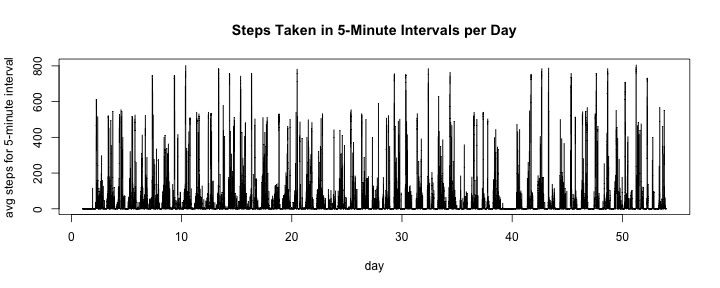 Steps Taken in 5-Minute Intervals per Day
avg steps for 5-minute interval
800
600
400
200
0
0 10 20 30 40 50
day